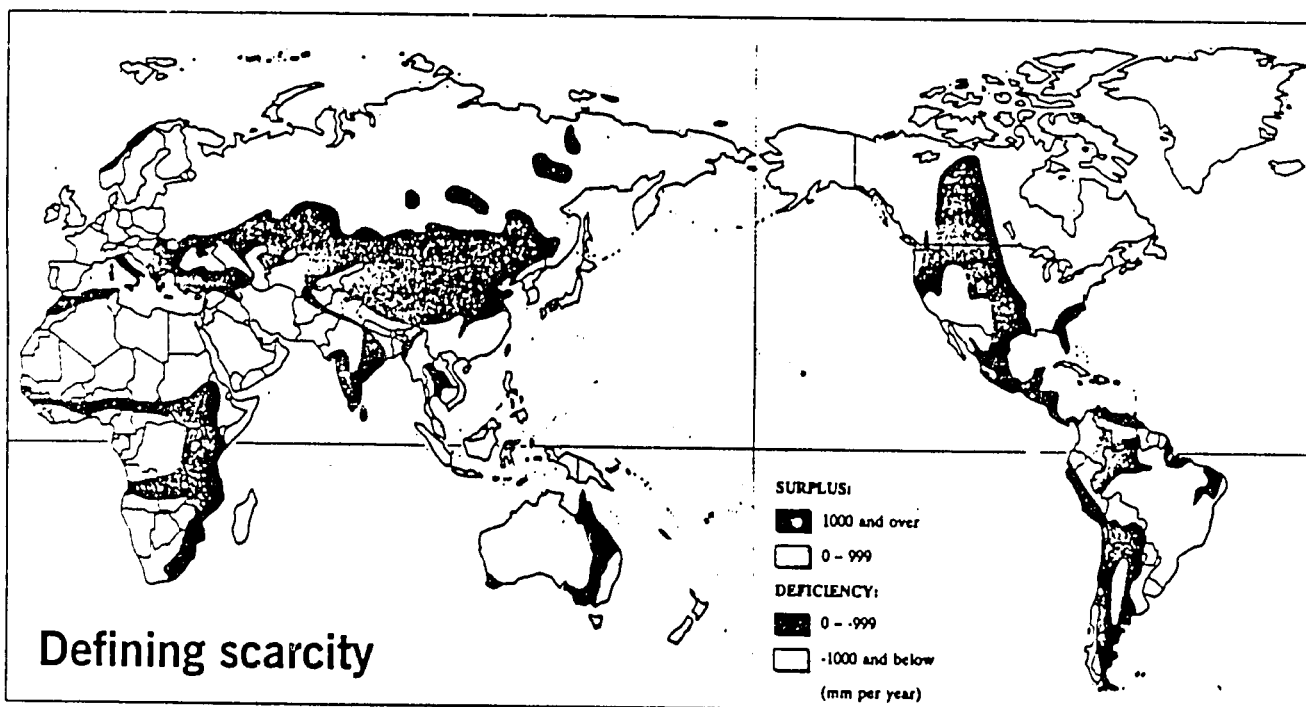 SURPLUS:
1000 and over
0 – 999
DEFICIENCY:
0 – -999
-1000 and below
(mm per year)
Defining scarcity